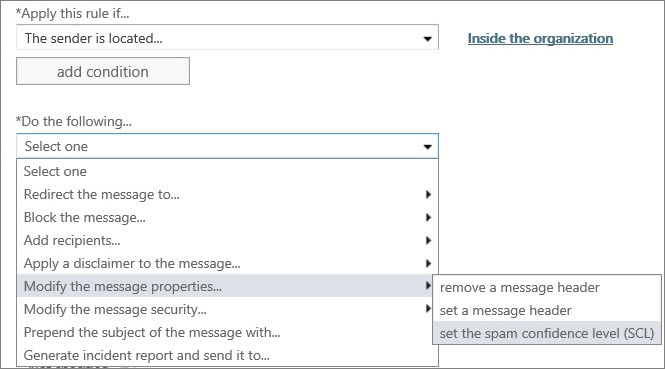 *Apply this rule if...
The sender is located... Inside the organization
add condition
*Do the following...
Select one
Select one
Redirect the message to...
Block the message...
Add recipients...
Apply a disclaimer to the message...
Modify the message properties... remove a message header
Modify the message security... set a message header
Prepend the subject of the message with... set the spam confidence level (SCL)
Generate incident report and send it to...